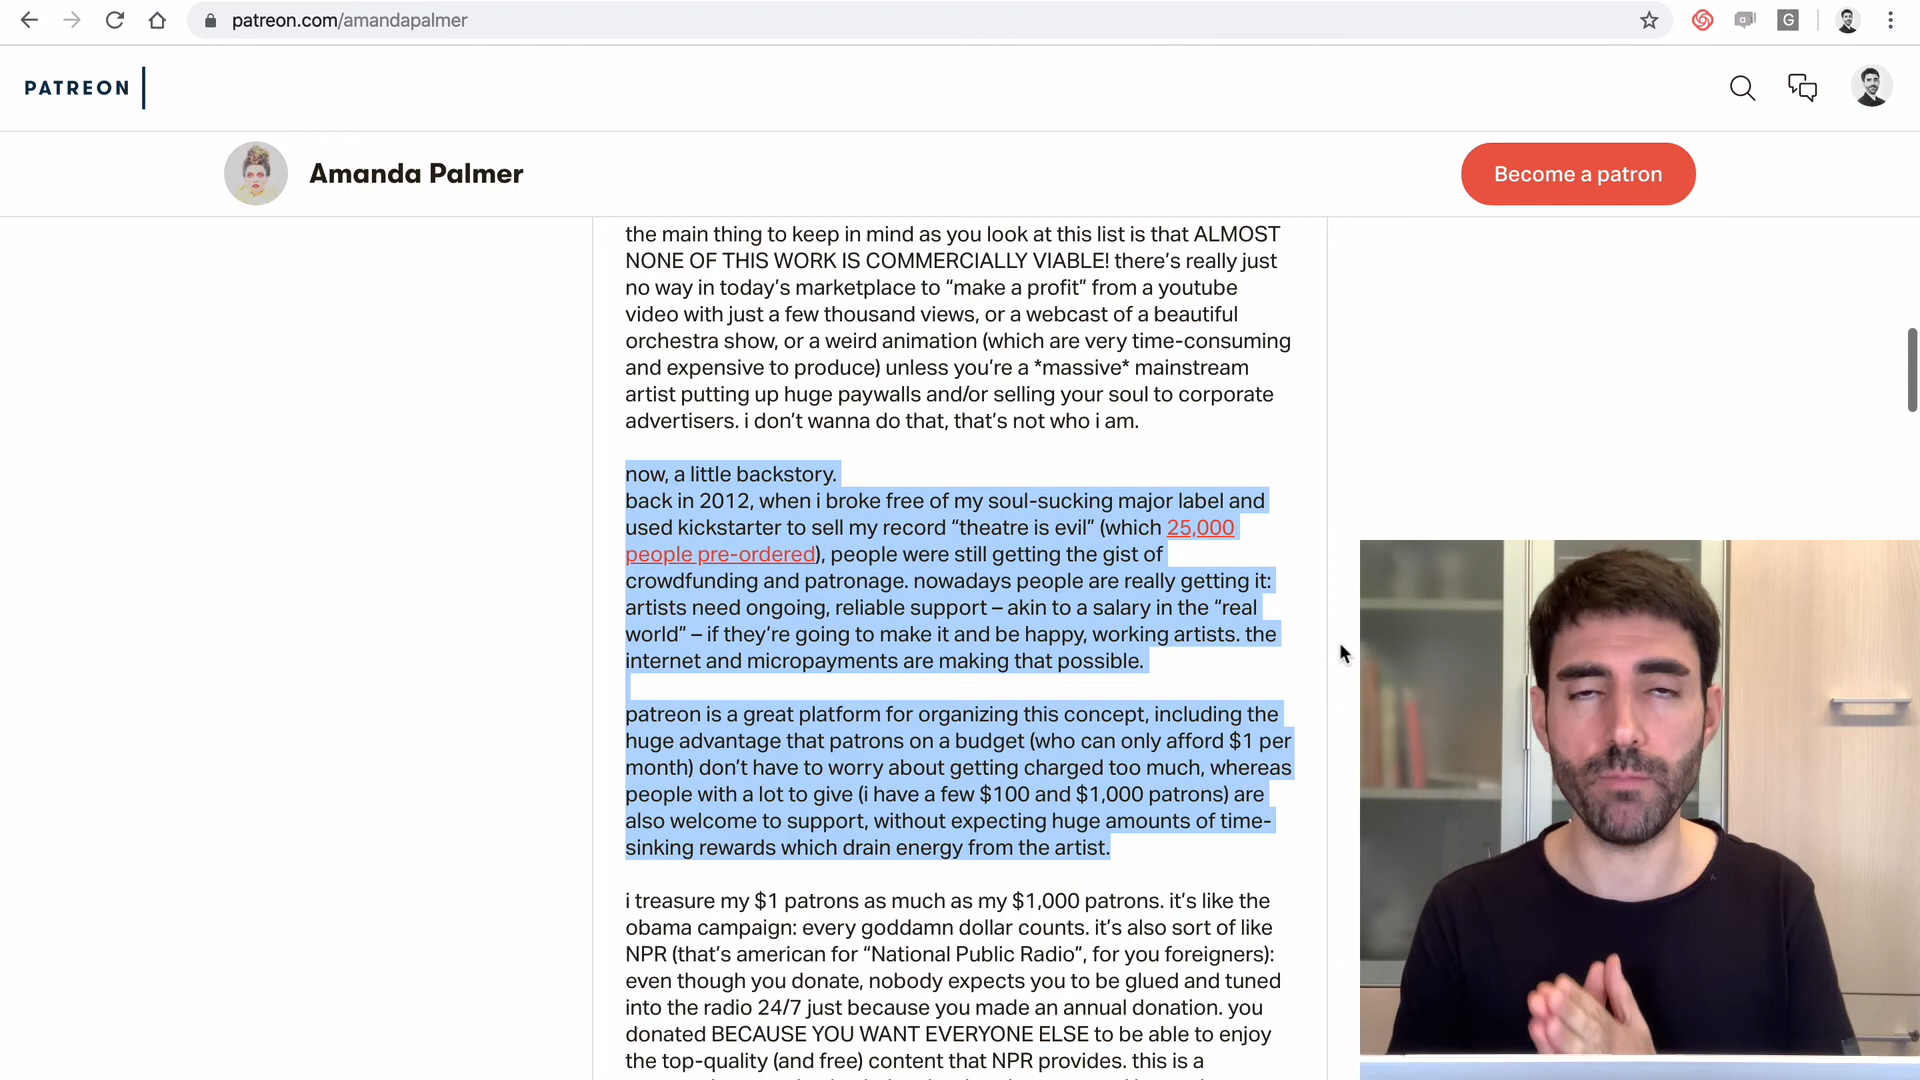 patreon.com/amandapalmer
G
PATREON
Amanda Palmer
Become a patron
the main thing to keep in mind as you look at this list is that ALMOST
NONE OF THIS WORK IS COMMERCIALLY VIABLE! there’s really just
no way in today’s marketplace to “make a profit” from a youtube
video with just a few thousand views, or a webcast of a beautiful
orchestra show, or a weird animation (which are very time-consuming
and expensive to produce) unless you’re a *massive* mainstream
artist putting up huge paywalls and/or selling your soul to corporate
advertisers. i don’t wanna do that, that’s not who i am.
now, a little backstory.
back in 2012, when i broke free of my soul-sucking major label and
used kickstarter to sell my record “theatre is evil” (which 25,000
people pre-ordered), people were still getting the gist of
crowdfunding and patronage. nowadays people are really getting it:
artists need ongoing, reliable support – akin to a salary in the “real
world” – if they’re going to make it and be happy, working artists. the
internet and micropayments are making that possible.
patreon is a great platform for organizing this concept, including the
huge advantage that patrons on a budget (who can only afford $1 per
month) don’t have to worry about getting charged too much, whereas
people with a lot to give (i have a few $100 and $1,000 patrons) are
also welcome to support, without expecting huge amounts of time-
sinking rewards which drain energy from the artist.
i treasure my $1 patrons as much as my $1,000 patrons. it’s like the
obama campaign: every goddamn dollar counts. it’s also sort of like
NPR (that’s american for “National Public Radio”, for you foreigners):
even though you donate, nobody expects you to be glued and tuned
into the radio 24/7 just because you made an annual donation. you
donated BECAUSE YOU WANT EVERYONE ELSE to be able to enjoy
the top-quality (and free) content that NPR provides. this is a